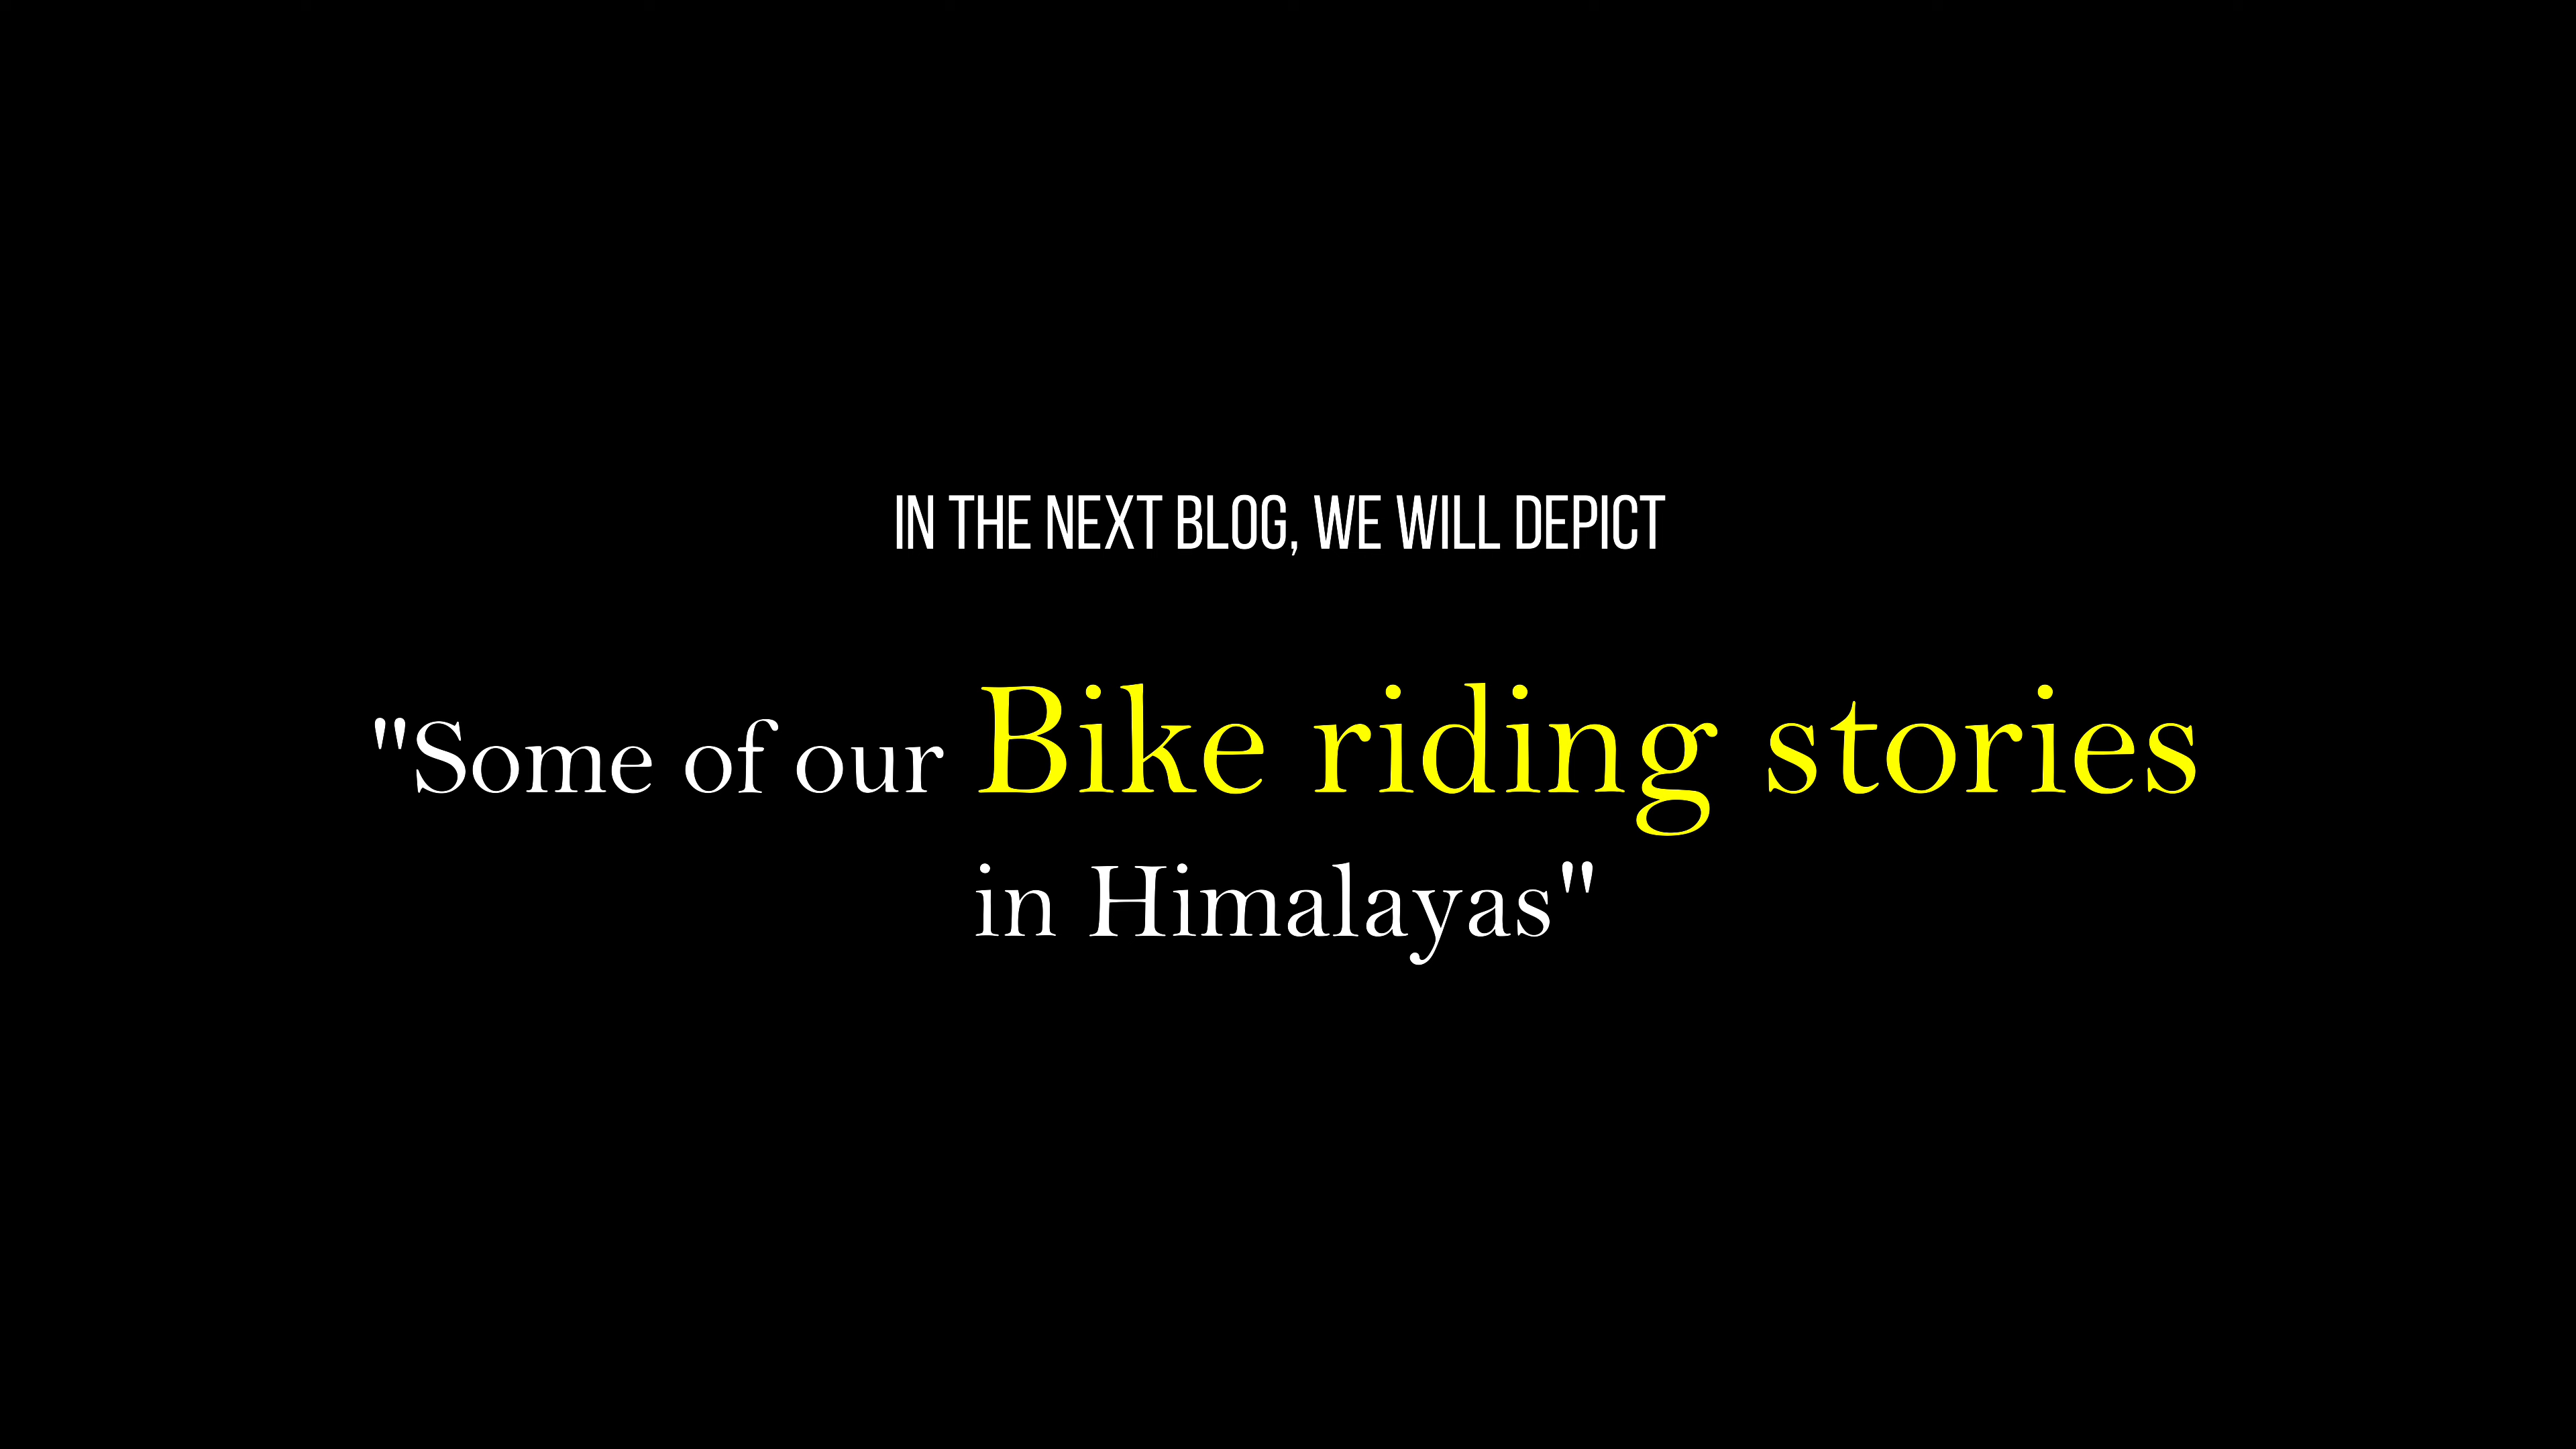 IN THE NEXT BLOG, WE WILL DEPICT
"Some of our Bike riding stories
in Himalayas"